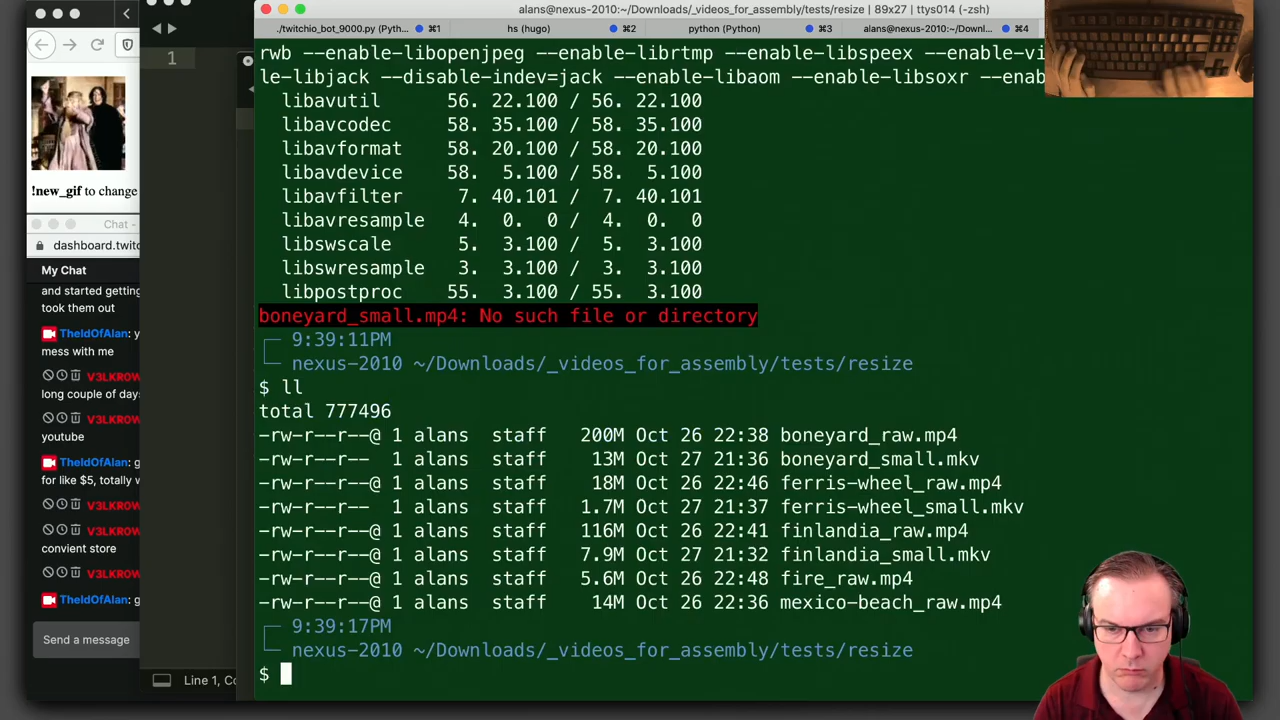 alans@nexus-2010:~/Downloads/_videos_for_assembly/tests/resize | 89x27 | ttys014 (-zsh)
./twitchio_bot_9000.py (Pyth... ⌘1
hs (hugo) ⌘2
python (Python) ⌘3
alans@nexus-2010:~/Downl... ⌘4
rwb --enable-libopenjpeg --enable-librtmp --enable-libspeex --enable-vi
le-libjack --disable-indev=jack --enable-libaom --enable-libsoxr --enab
libavutil 56. 22.100 / 56. 22.100
libavcodec 58. 35.100 / 58. 35.100
libavformat 58. 20.100 / 58. 20.100
libavdevice 58. 5.100 / 58. 5.100
libavfilter 7. 40.101 / 7. 40.101
libavresample 4. 0. 0 / 4. 0. 0
libswscale 5. 3.100 / 5. 3.100
libswresample 3. 3.100 / 3. 3.100
libpostproc 55. 3.100 / 55. 3.100
boneyard_small.mp4: No such file or directory
9:39:11PM
nexus-2010 ~/Downloads/_videos_for_assembly/tests/resize
$ ll
total 777496
-rw-r--r--@ 1 alans staff 200M Oct 26 22:38 boneyard_raw.mp4
-rw-r--r-- 1 alans staff 13M Oct 27 21:36 boneyard_small.mkv
-rw-r--r--@ 1 alans staff 18M Oct 26 22:46 ferris-wheel_raw.mp4
-rw-r--r-- 1 alans staff 1.7M Oct 27 21:37 ferris-wheel_small.mkv
-rw-r--r--@ 1 alans staff 116M Oct 26 22:41 finlandia_raw.mp4
-rw-r--r-- 1 alans staff 7.9M Oct 27 21:32 finlandia_small.mkv
-rw-r--r--@ 1 alans staff 5.6M Oct 26 22:48 fire_raw.mp4
-rw-r--r--@ 1 alans staff 14M Oct 26 22:36 mexico-beach_raw.mp4
9:39:17PM
nexus-2010 ~/Downloads/_videos_for_assembly/tests/resize
$
1
!new_gif to change
Chat -
dashboard.twitc
My Chat
and started getting
took them out
TheIdOfAlan: y
mess with me
V3LKR0W
long couple of day
V3LKR0W
youtube
TheIdOfAlan: g
for like $5, totally w
V3LKR0W
V3LKR0W
convient store
V3LKR0W
TheIdOfAlan: g
Send a message
Line 1, Co